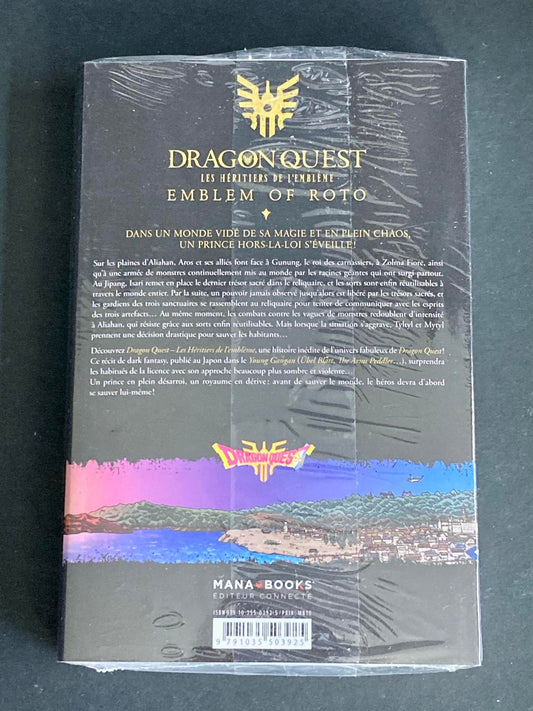 DRAGON QUEST
LES HÉRITIERS DE L'EMBLÈME
EMBLEM OF ROTO
DANS UN MONDE VIDÉ DE SA MAGIE ET EN PLEIN CHAOS,
UN PRINCE HORS-LA-LOI S'ÉVEILLE!
Sur les plaines d'Aliahan, Aros et ses alliés font face à Gunung, le roi des carnassiers, à Zolma Fiore, ainsi
qu'à une armée de monstres continuellement mis au monde par les racines géantes qui ont surgi partout.
Au Jipang, Isari remet en place le dernier trésor sacré dans le reliquaire, et les sorts sont enfin réutilisables à
travers le monde entier. Par la suite, un pouvoir jamais observé jusqu'alors est libéré par les trésors sacrés, et
les gardiens des trois sanctuaires se rassemblent au reliquaire pour tenter de communiquer avec les esprits
des trois artefacts… Au même moment, les combats contre les vagues de monstres redoublent d'intensité
à Aliahan, qui résiste grâce aux sorts enfin réutilisables. Mais lorsque la situation s'aggrave, Tyltyl et Mytyl
prennent une décision drastique pour sauver les habitants…
Découvrez Dragon Quest – Les Héritiers de l'emblème, une histoire inédite de l'univers fabuleux de Dragon Quest!
Ce récit de dark fantasy, publié au Japon dans le Young Gangan (Übel Blatt, The Arms Peddler…), surprendra
les habitués de la licence avec son approche beaucoup plus sombre et violente…
Un prince en plein désarroi, un royaume en dérive : avant de sauver le monde, le héros devra d'abord
se sauver lui-même!
DRAGON QUEST
MANA BOOKS
ÉDITEUR CONNECTÉ
9 791035 503925